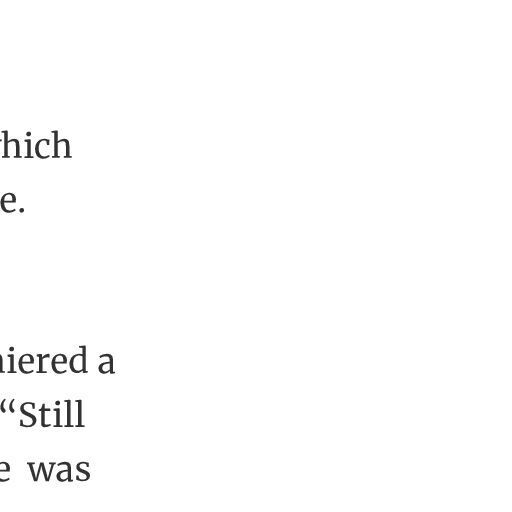 hich
e.
iered a
“Still
e was